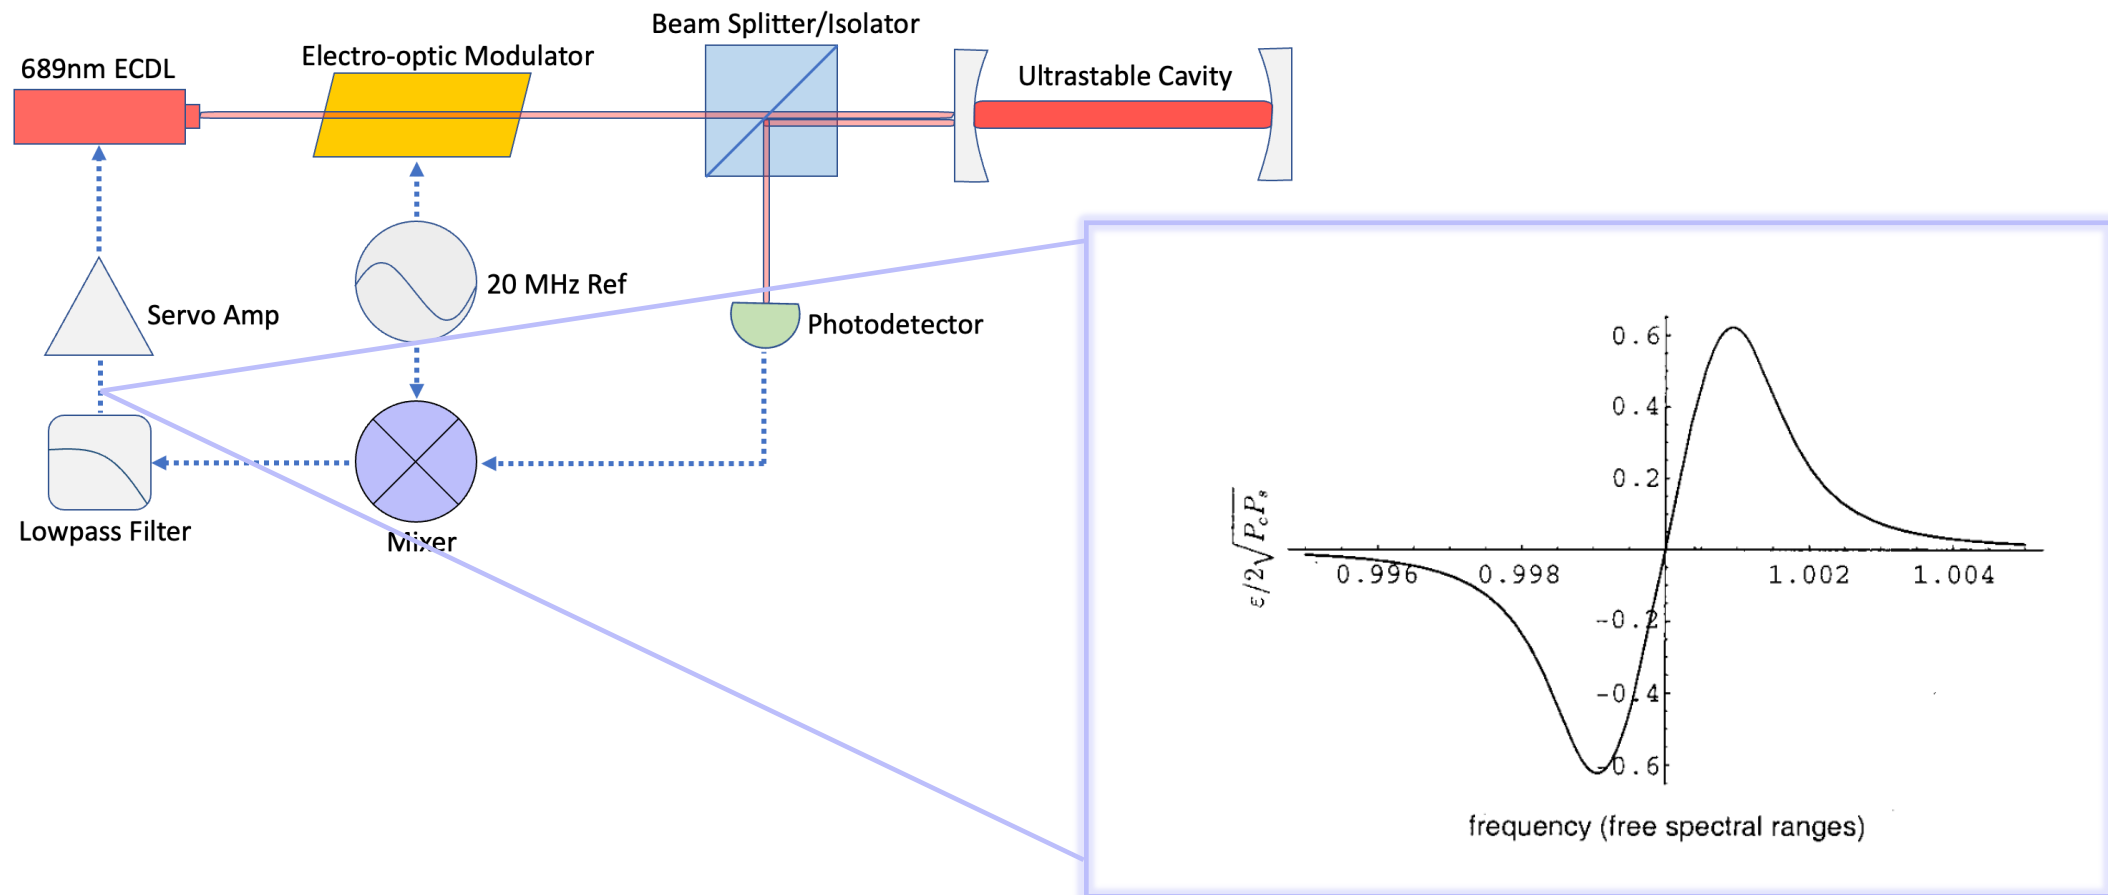 Beam Splitter/Isolator
Electro-optic Modulator
689nm ECDL
Ultrastable Cavity
20 MHz Ref
Servo Amp
Photodetector
Lowpass Filter
Mixer
0.6
0.4
0.2
ε/2√PcPs
0.996
0.998
1.002
1.004
-0.2
-0.4
-0.6
frequency (free spectral ranges)